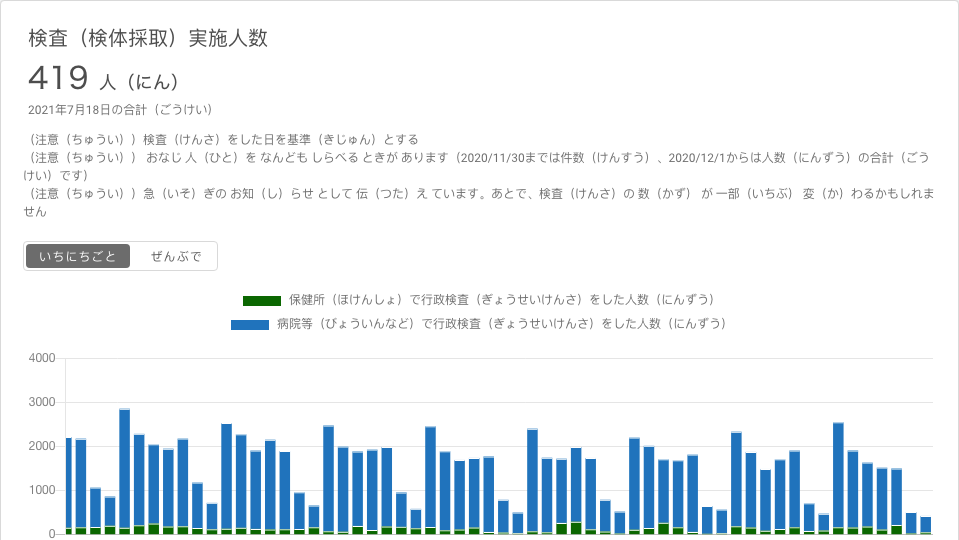 検査（検体採取）実施人数
419 人（にん）
2021年7月18日の合計（ごうけい）
（注意（ちゅうい））検査（けんさ）をした日を基準（きじゅん）とする
（注意（ちゅうい）） おなじ 人（ひと）を なんども しらべる ときが あります（2020/11/30までは件数（けんすう）、2020/12/1からは人数（にんずう）の合計（ごう
けい）です）
（注意（ちゅうい））急（いそ）ぎの お知（し）らせ として 伝（つた）え ています。あとで、検査（けんさ）の 数（かず） が 一部（いちぶ） 変（か）わるかもしれま
せん
いちにちごと ぜんぶで
保健所（ほけんしょ）で行政検査（ぎょうせいけんさ）をした人数（にんずう）
病院等（びょういんなど）で行政検査（ぎょうせいけんさ）をした人数（にんずう）
4000
3000
2000
1000
0